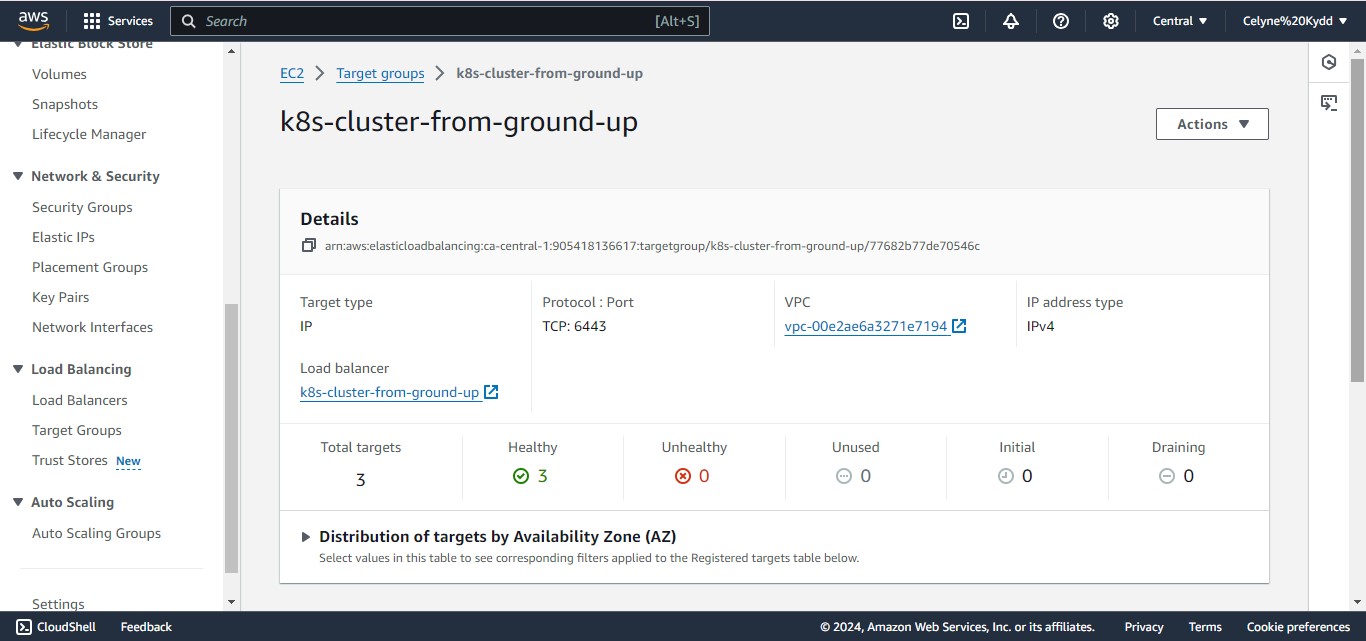 aws
Services
Search
[Alt+S]
Central
Celyne%20Kydd
Elastic Block Store
Volumes
Snapshots
Lifecycle Manager
Network & Security
Security Groups
Elastic IPs
Placement Groups
Key Pairs
Network Interfaces
Load Balancing
Load Balancers
Target Groups
Trust Stores New
Auto Scaling
Auto Scaling Groups
Settings
EC2 > Target groups > k8s-cluster-from-ground-up
k8s-cluster-from-ground-up
Actions
Details
arn:aws:elasticloadbalancing:ca-central-1:905418136617:targetgroup/k8s-cluster-from-ground-up/77682b77de70546c
Target type
IP
Protocol : Port
TCP: 6443
VPC
vpc-00e2ae6a3271e7194
IP address type
IPv4
Load balancer
k8s-cluster-from-ground-up
Total targets
3
Healthy
3
Unhealthy
0
Unused
0
Initial
0
Draining
0
Distribution of targets by Availability Zone (AZ)
Select values in this table to see corresponding filters applied to the Registered targets table below.
CloudShell
Feedback
© 2024, Amazon Web Services, Inc. or its affiliates.
Privacy
Terms
Cookie preferences